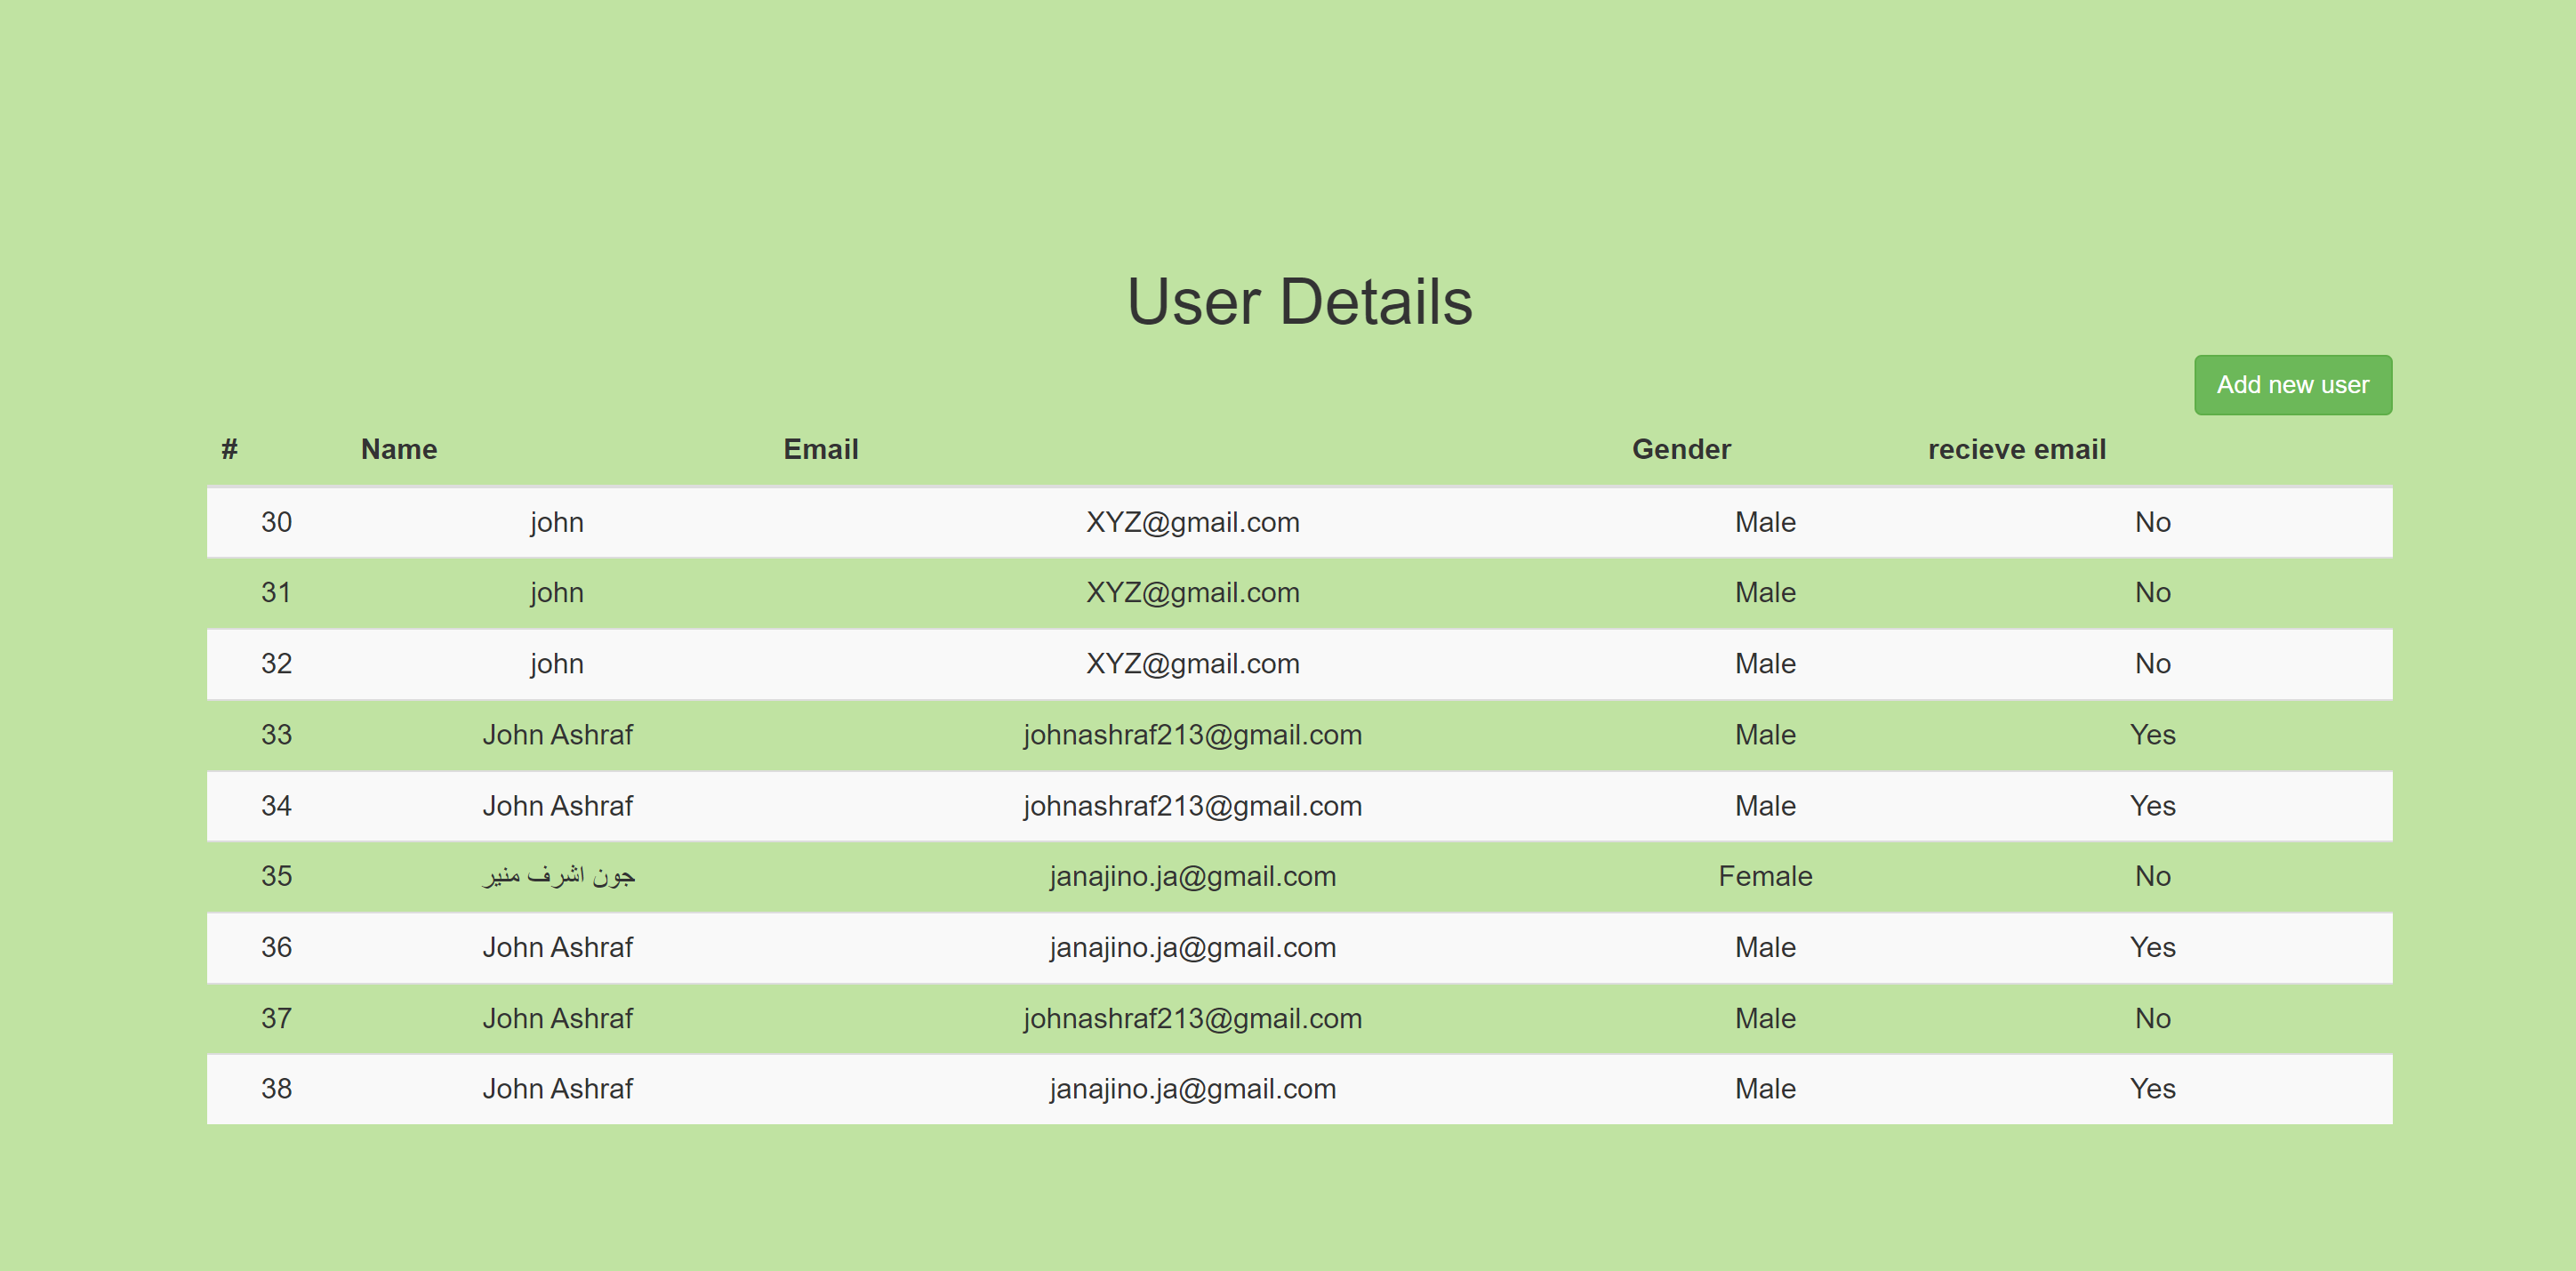 User Details
Add new user
# Name Email Gender recieve email
30 john XYZ@gmail.com Male No
31 john XYZ@gmail.com Male No
32 john XYZ@gmail.com Male No
33 John Ashraf johnashraf213@gmail.com Male Yes
34 John Ashraf johnashraf213@gmail.com Male Yes
35 جون اشرف منير janajino.ja@gmail.com Female No
36 John Ashraf janajino.ja@gmail.com Male Yes
37 John Ashraf johnashraf213@gmail.com Male No
38 John Ashraf janajino.ja@gmail.com Male Yes